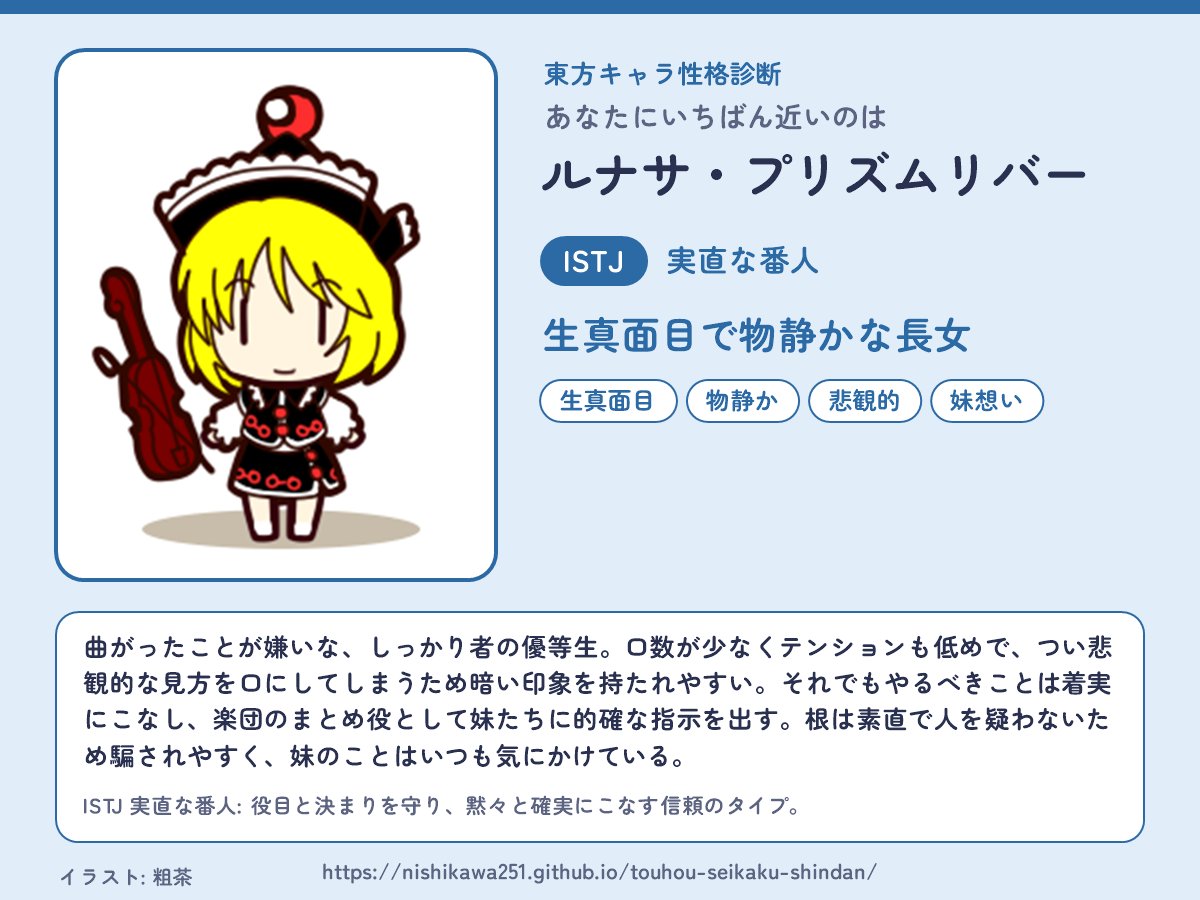 東方キャラ性格診断
あなたにいちばん近いのは
ルナサ・プリズムリバー
ISTJ 実直な番人
生真面目で物静かな長女
生真面目 物静か 悲観的 妹想い
曲がったことが嫌いな、しっかり者の優等生。口数が少なくテンションも低めで、つい悲
観的な見方を口にしてしまうため暗い印象を持たれやすい。それでもやるべきことは着実
にこなし、楽団のまとめ役として妹たちに的確な指示を出す。根は素直で人を疑わないた
め騙されやすく、妹のことはいつも気にかけている。
ISTJ 実直な番人: 役目と決まりを守り、黙々と確実にこなす信頼のタイプ。
イラスト: 粗茶
https://nishikawa251.github.io/touhou-seikaku-shindan/